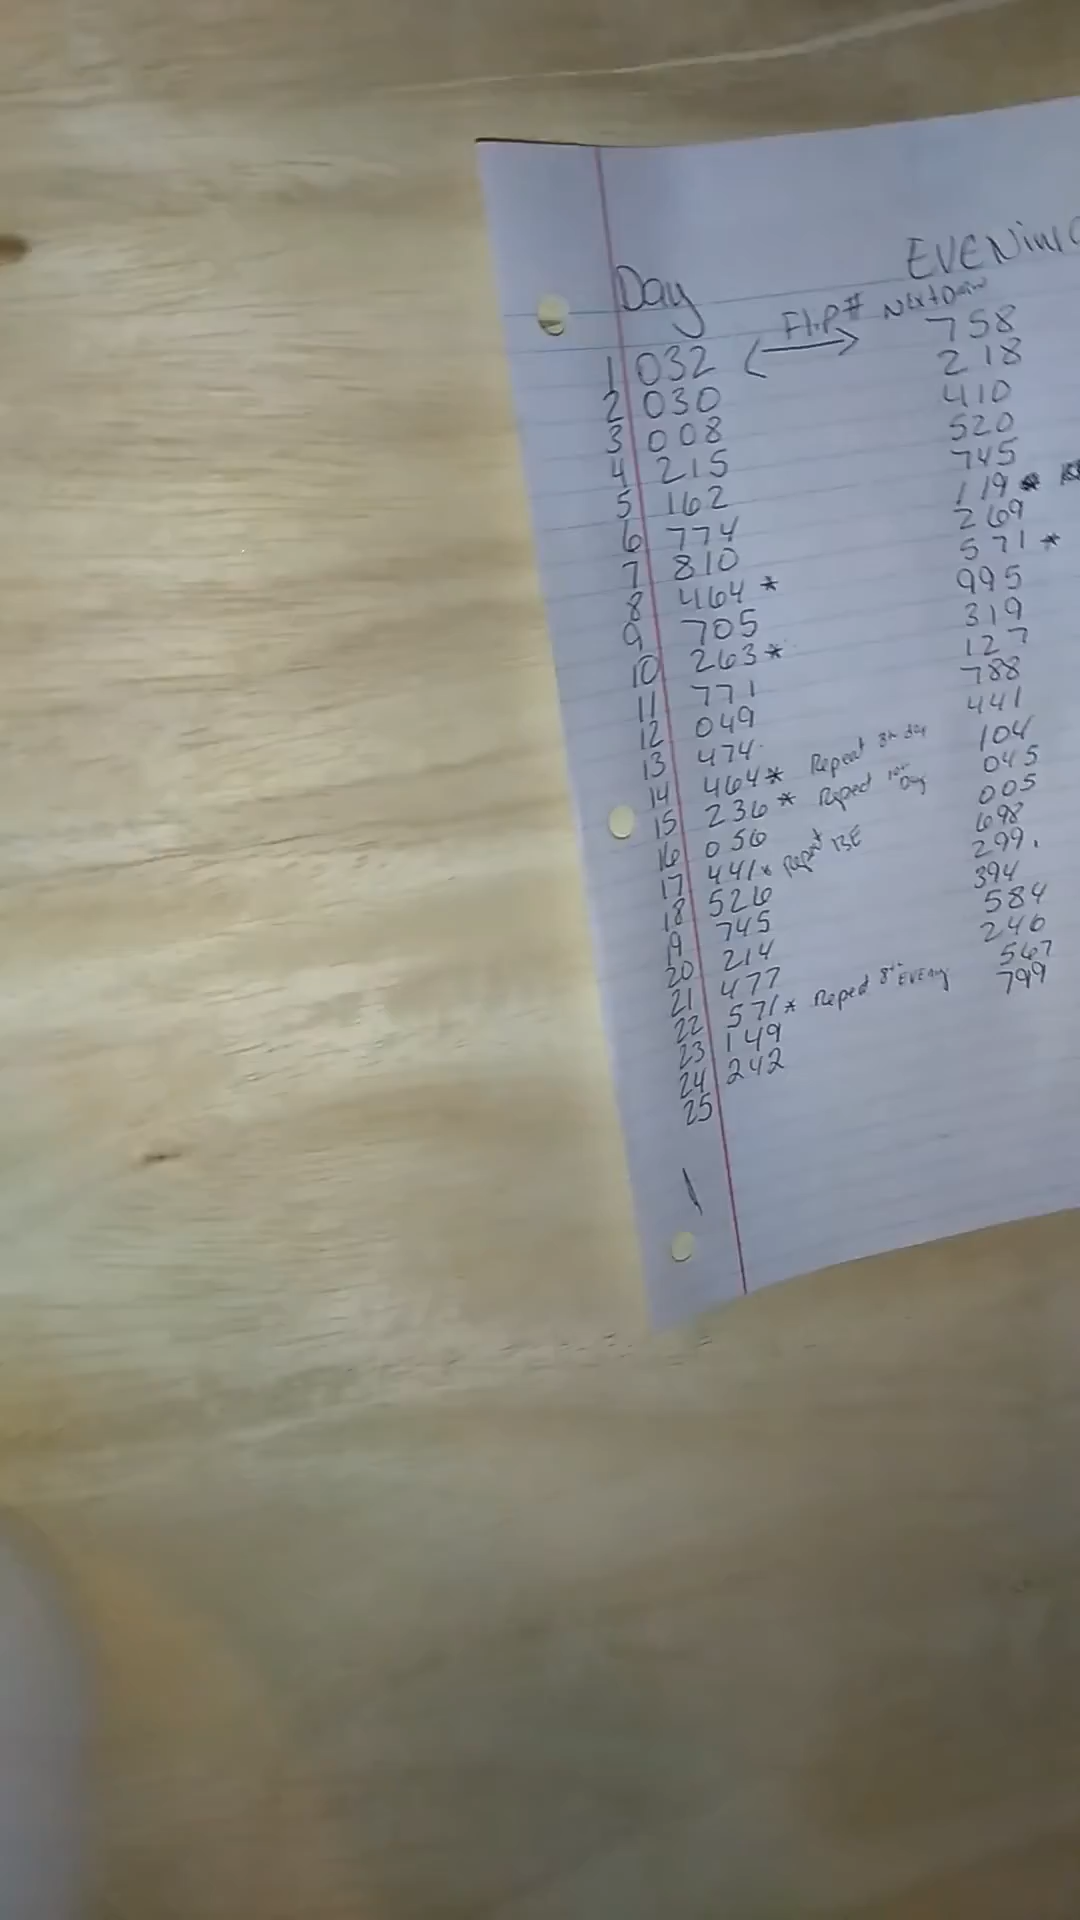 Day EVENing
Flip# Next Draw
1 032 758
2 030 218
3 008 410
4 215 520
5 162 745
6 774 119 *
7 810 269
8 464 * 571 *
9 705 995
10 263 * 319
11 771 127
12 049 788
13 474 441
14 464 * Repeat 8th day 104
15 236 * Repeat 10th Day 045
16 056 005
17 441 * Repeat 13E 698
18 526 299
19 745 394
20 214 584
21 477 246
22 571 * Repeat 8th Evening 567
23 149 799
24 242
25